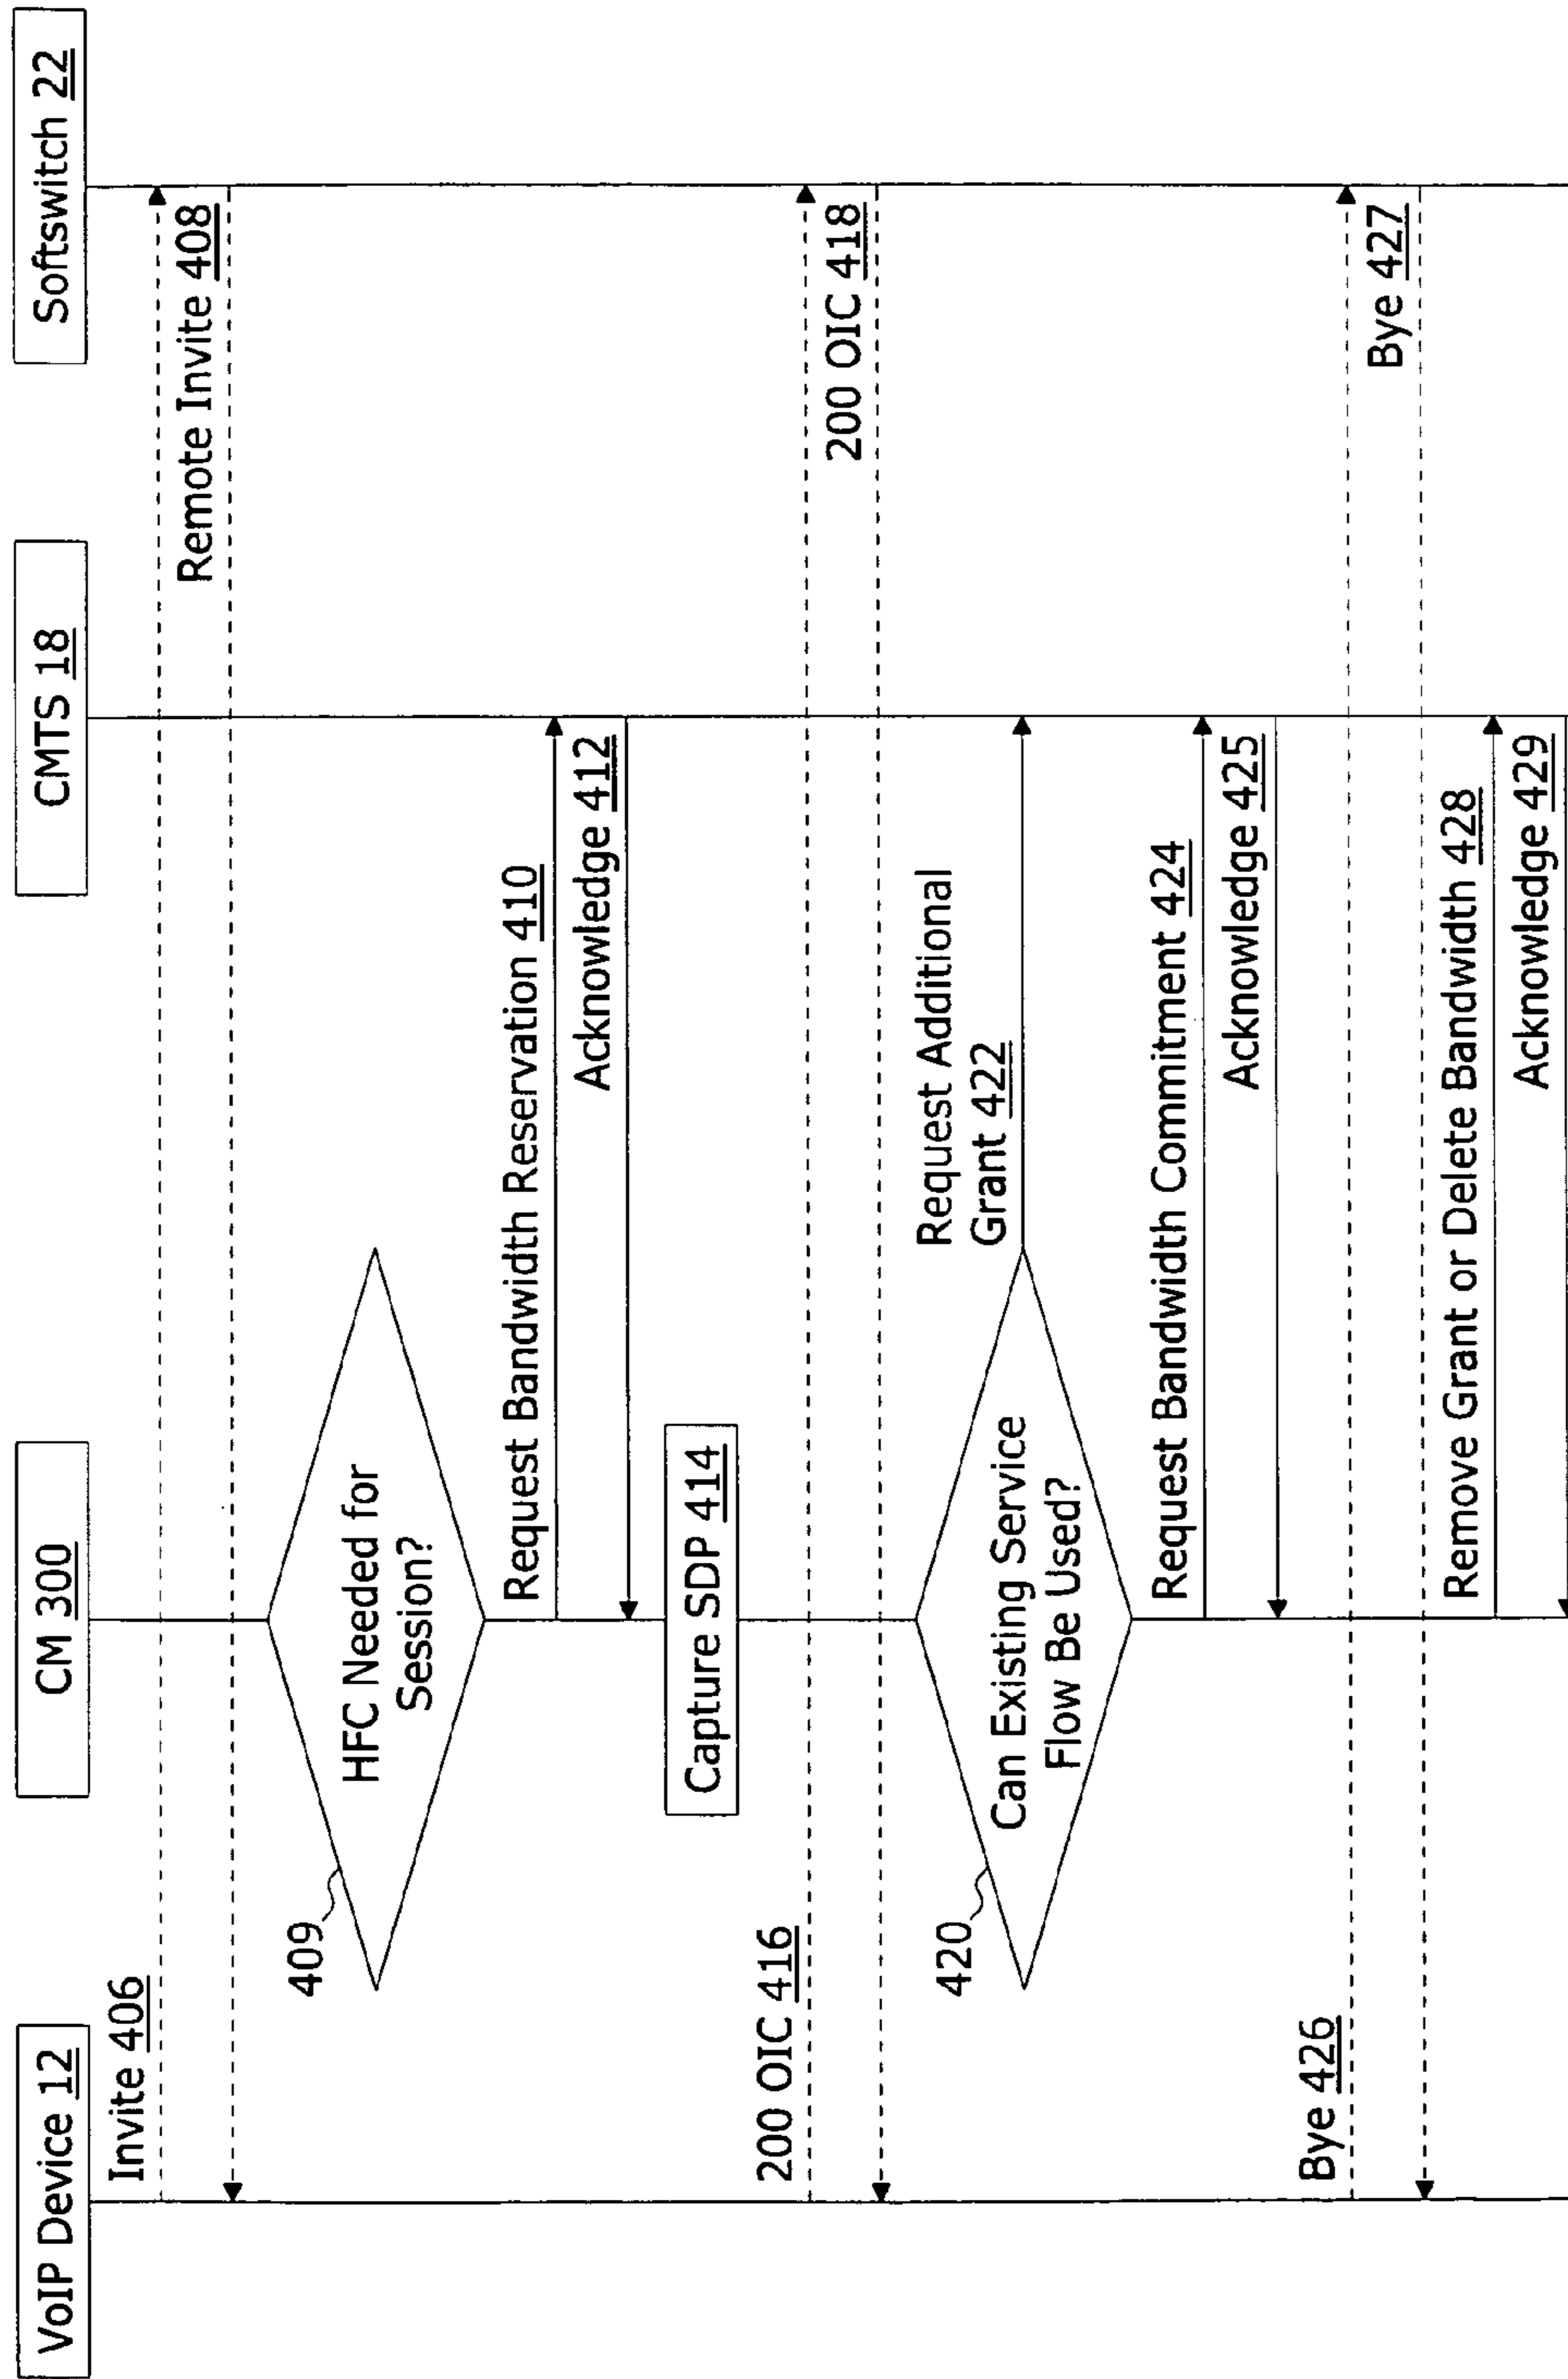 VoIP Device 12
CM 300
CMTS 18
Softswitch 22
Invite 406
Remote Invite 408
409
HFC Needed for
Session?
Request Bandwidth Reservation 410
Acknowledge 412
Capture SDP 414
200 OIC 416
200 OIC 418
420
Can Existing Service
Flow Be Used?
Request Additional
Grant 422
Request Bandwidth Commitment 424
Acknowledge 425
Bye 426
Bye 427
Remove Grant or Delete Bandwidth 428
Acknowledge 429